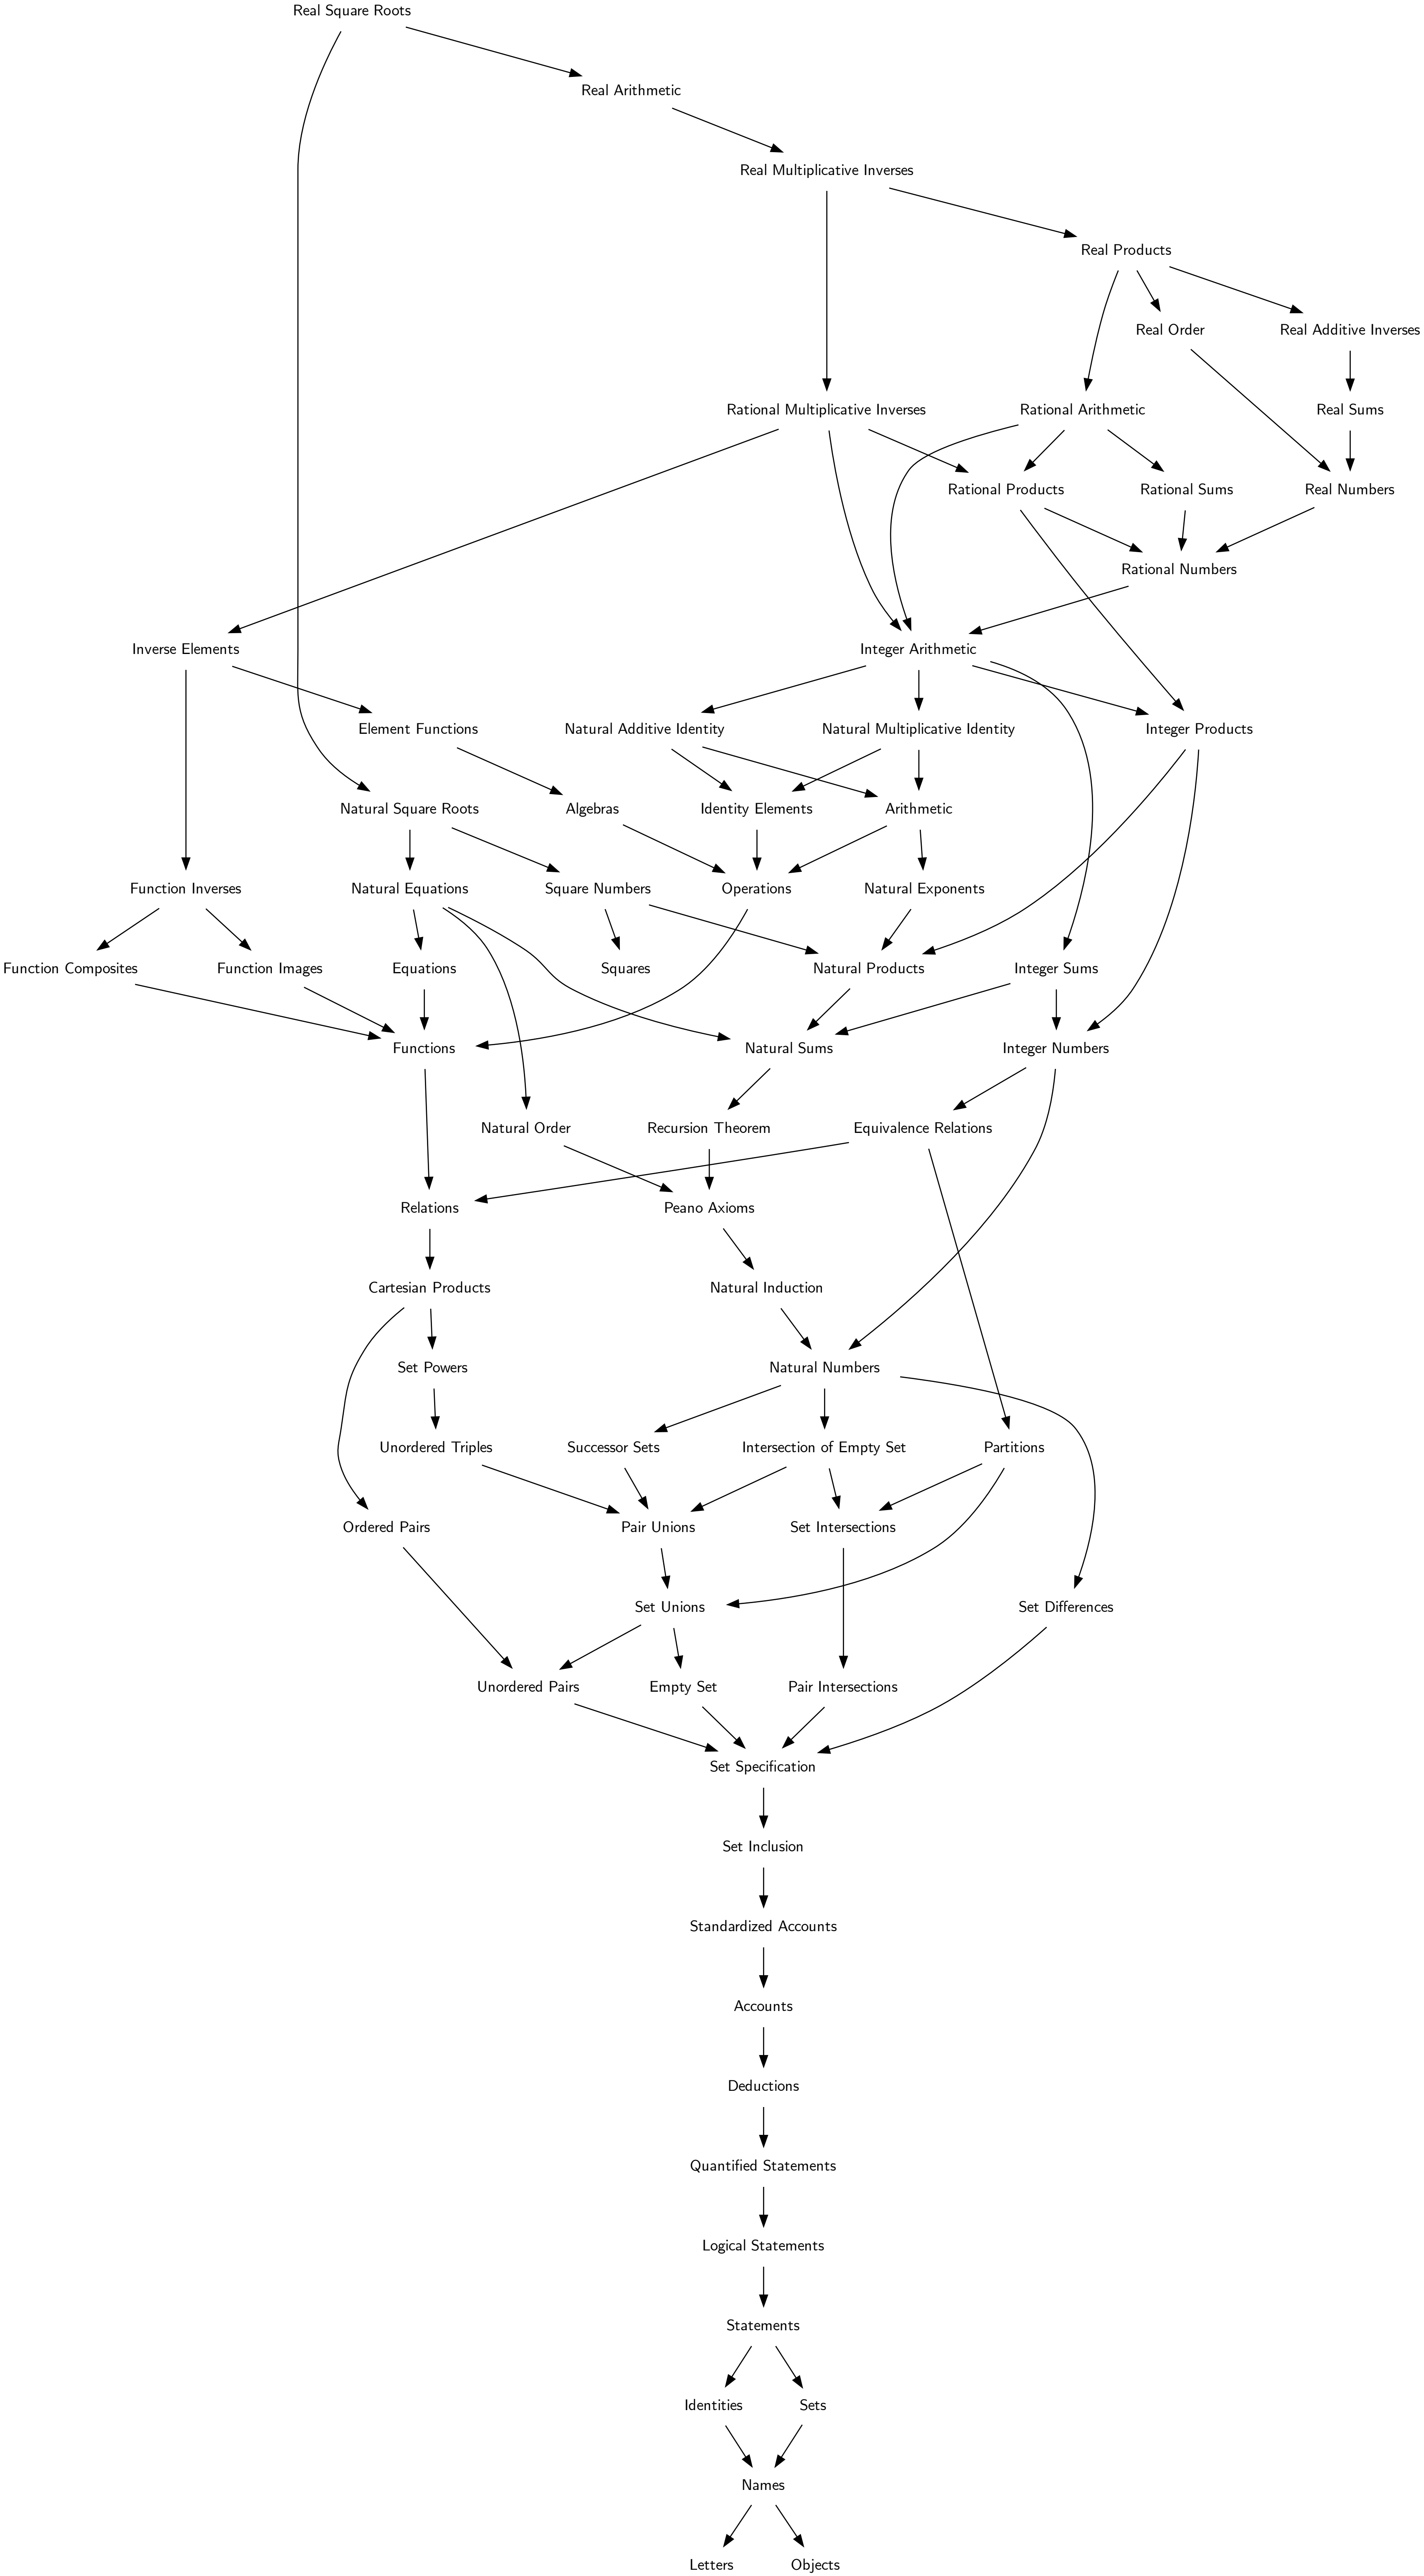 Real Square Roots
Real Arithmetic
Real Multiplicative Inverses
Real Products
Real Order
Real Additive Inverses
Rational Multiplicative Inverses
Rational Arithmetic
Real Sums
Rational Products
Rational Sums
Real Numbers
Rational Numbers
Inverse Elements
Integer Arithmetic
Element Functions
Natural Additive Identity
Natural Multiplicative Identity
Integer Products
Natural Square Roots
Algebras
Identity Elements
Arithmetic
Function Inverses
Natural Equations
Square Numbers
Operations
Natural Exponents
Function Composites
Function Images
Equations
Squares
Natural Products
Integer Sums
Functions
Natural Sums
Integer Numbers
Natural Order
Recursion Theorem
Equivalence Relations
Relations
Peano Axioms
Cartesian Products
Natural Induction
Set Powers
Natural Numbers
Unordered Triples
Successor Sets
Intersection of Empty Set
Partitions
Ordered Pairs
Pair Unions
Set Intersections
Set Unions
Set Differences
Unordered Pairs
Empty Set
Pair Intersections
Set Specification
Set Inclusion
Standardized Accounts
Accounts
Deductions
Quantified Statements
Logical Statements
Statements
Identities
Sets
Names
Letters
Objects